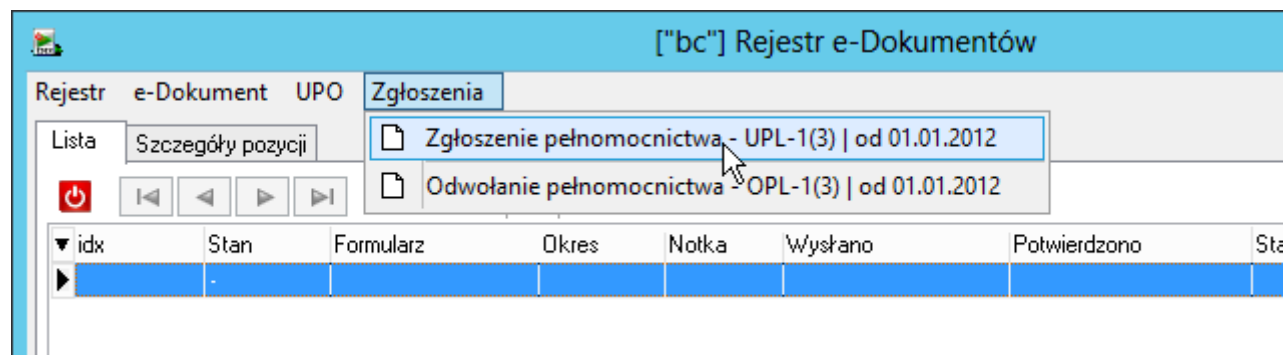 ["bc"] Rejestr e-Dokumentów
Rejestr e-Dokument UPO Zgłoszenia
Lista Szczegóły pozycji
Zgłoszenie pełnomocnictwa - UPL-1(3) | od 01.01.2012
Odwołanie pełnomocnictwa - OPL-1(3) | od 01.01.2012
idx Stan Formularz Okres Notka Wysłano Potwierdzono Sta
-